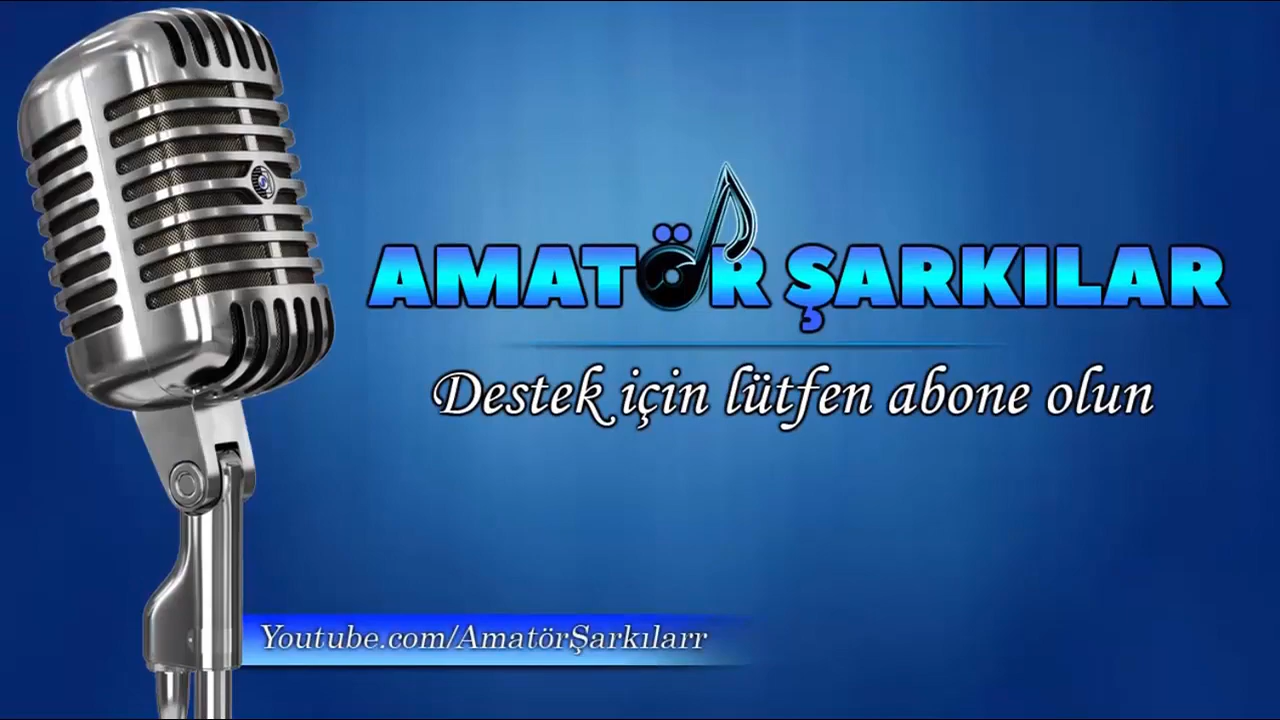 AMATÖR ŞARKILAR
Destek için lütfen abone olun
Youtube.com/AmatörŞarkılarr